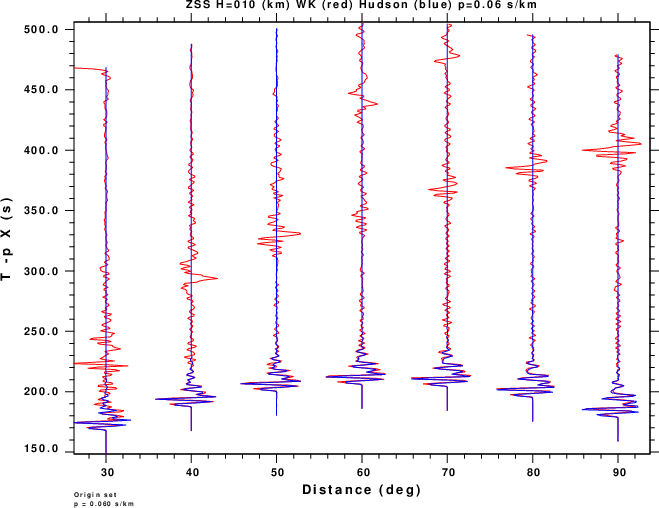 ZSS H=010 (km) WK (red) Hudson (blue) p=0.06 s/km
500.0
450.0
400.0
350.0
300.0
250.0
200.0
150.0
T -p X (s)
30 40 50 60 70 80 90
Distance (deg)
Origin set
p = 0.060 s/km